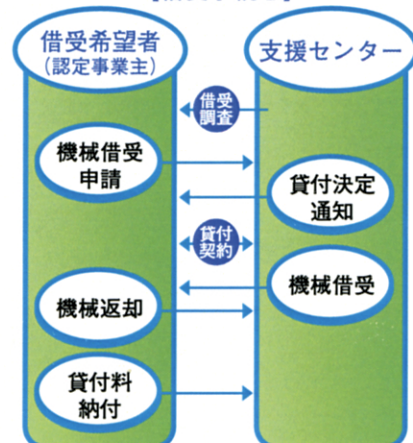 借受希望者
(認定事業主)
支援センター
借受
調査
機械借受
申請
貸付決定
通知
貸付
契約
機械借受
機械返却
貸付料
納付